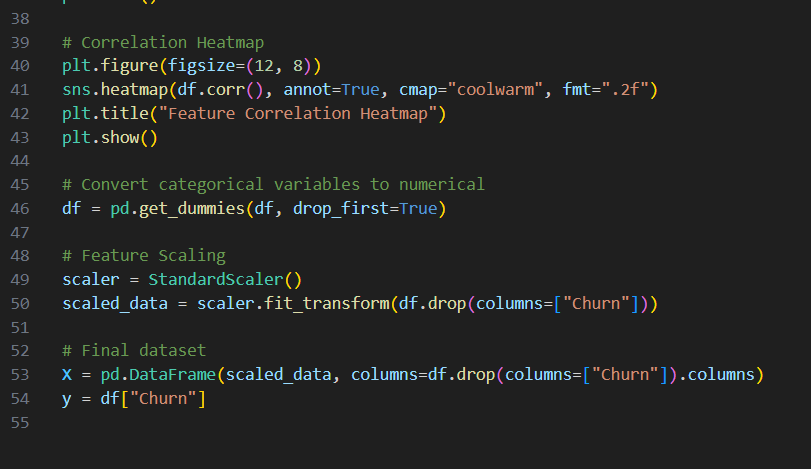 38
39 # Correlation Heatmap
40 plt.figure(figsize=(12, 8))
41 sns.heatmap(df.corr(), annot=True, cmap="coolwarm", fmt=".2f")
42 plt.title("Feature Correlation Heatmap")
43 plt.show()
44
45 # Convert categorical variables to numerical
46 df = pd.get_dummies(df, drop_first=True)
47
48 # Feature Scaling
49 scaler = StandardScaler()
50 scaled_data = scaler.fit_transform(df.drop(columns=["Churn"]))
51
52 # Final dataset
53 X = pd.DataFrame(scaled_data, columns=df.drop(columns=["Churn"]).columns)
54 y = df["Churn"]
55